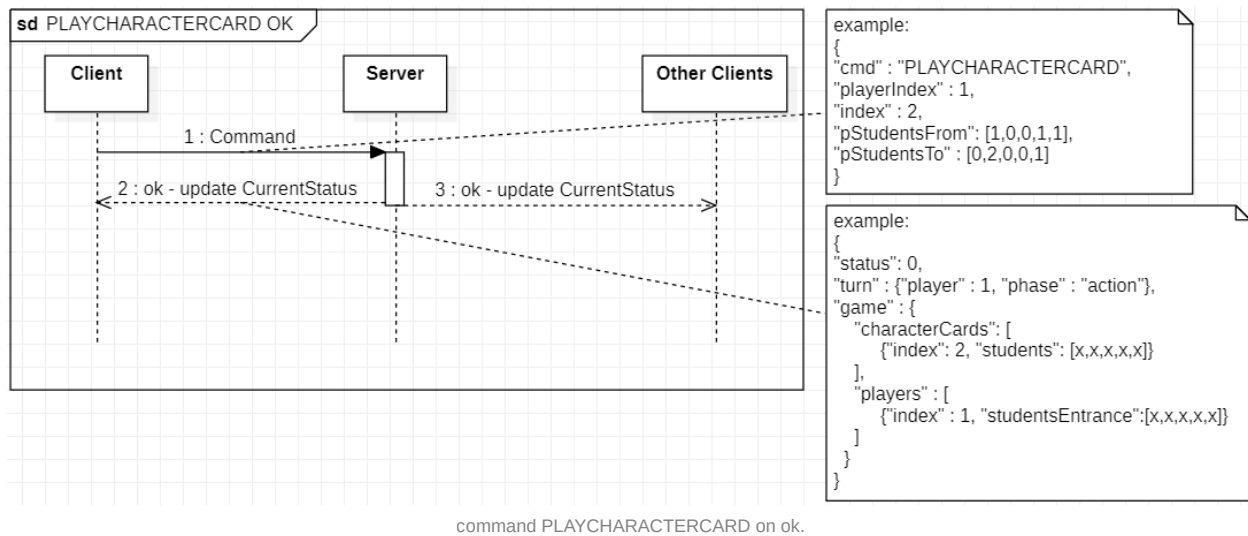 sd PLAYCHARACTERCARD OK
Client
Server
Other Clients
1 : Command
2 : ok - update CurrentStatus
3 : ok - update CurrentStatus
example:
{
"cmd" : "PLAYCHARACTERCARD",
"playerIndex" : 1,
"index" : 2,
"pStudentsFrom": [1,0,0,1,1],
"pStudentsTo" : [0,2,0,0,1]
}
example:
{
"status": 0,
"turn" : {"player" : 1, "phase" : "action"},
"game" : {
"characterCards": [
{"index": 2, "students": [x,x,x,x,x]}
],
"players" : [
{"index" : 1, "studentsEntrance":[x,x,x,x,x]}
]
}
}
command PLAYCHARACTERCARD on ok.